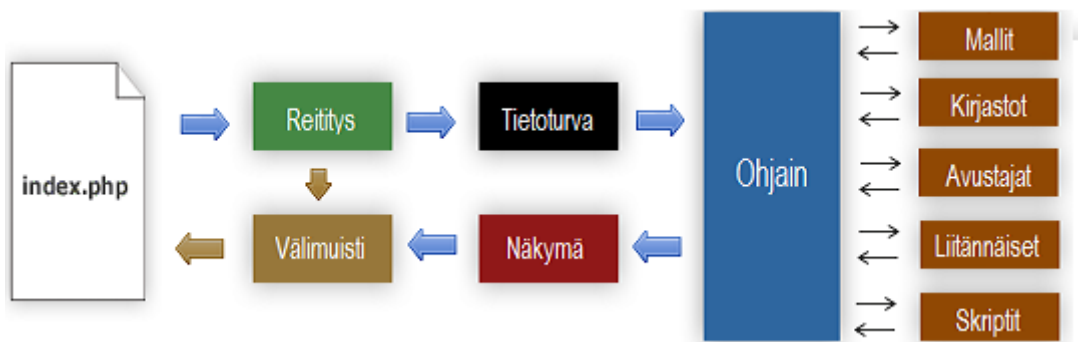 index.php
Reititys
Tietoturva
Välimuisti
Näkymä
Ohjain
Mallit
Kirjastot
Avustajat
Liitännäiset
Skriptit